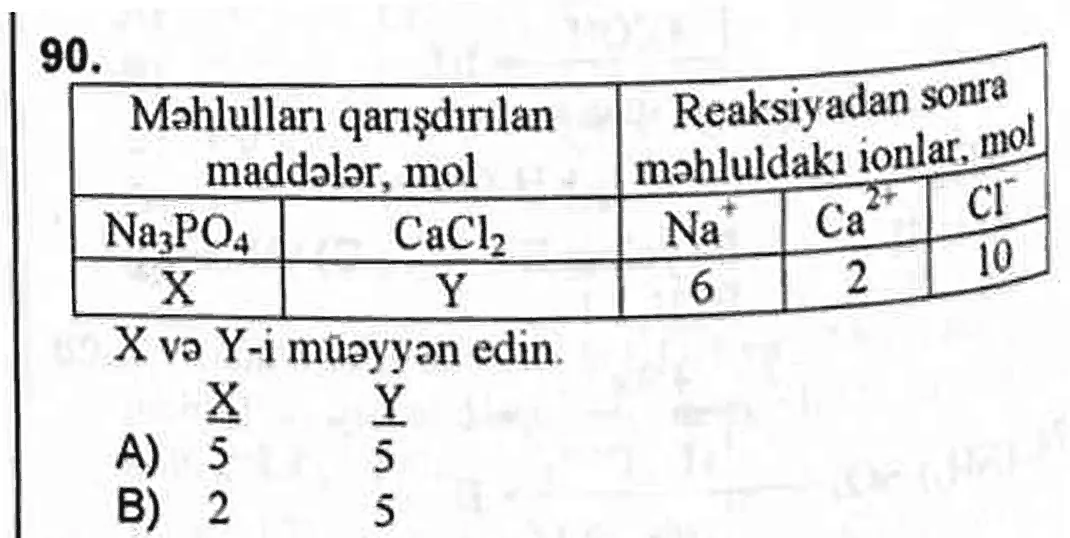 90.
Məhlulları qarışdırılan maddələr, mol | Reaksiyadan sonra məhluldakı ionlar, mol
Na₃PO₄ | CaCl₂ | Na⁺ | Ca²⁺ | Cl⁻
X | Y | 6 | 2 | 10
X və Y-i müəyyən edin.
X Y
A) 5 5
B) 2 5